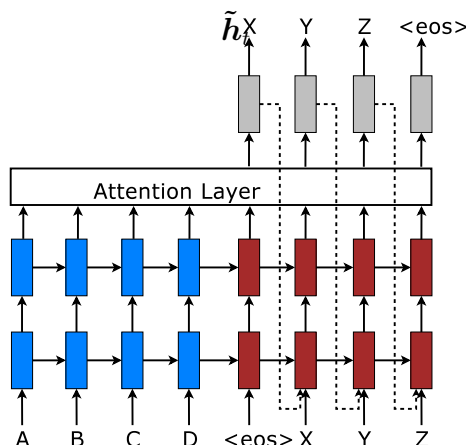 h̃t X Y Z <eos>
Attention Layer
A B C D <eos> X Y Z